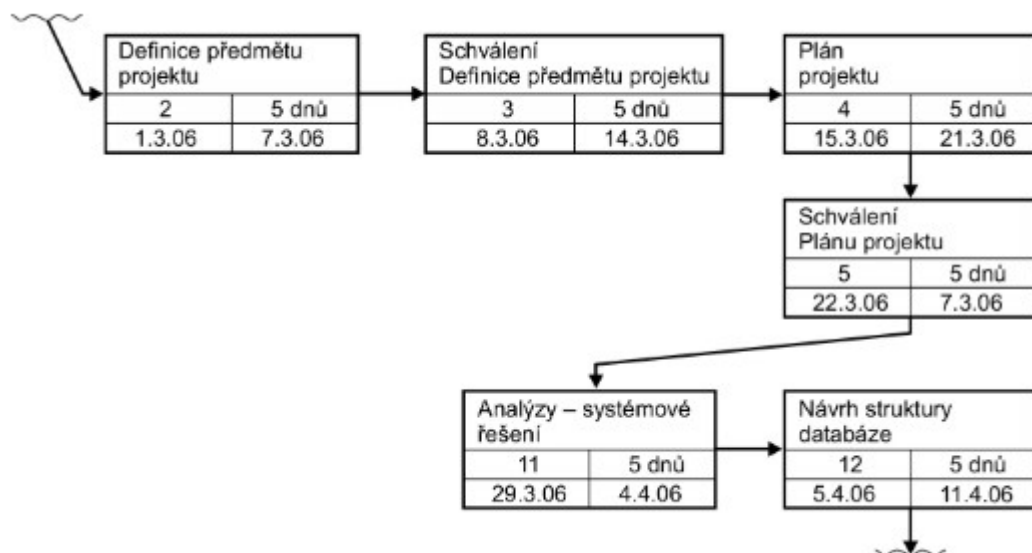 Definice předmětu
projektu
2 5 dnů
1.3.06 7.3.06
Schválení
Definice předmětu projektu
3 5 dnů
8.3.06 14.3.06
Plán
projektu
4 5 dnů
15.3.06 21.3.06
Schválení
Plánu projektu
5 5 dnů
22.3.06 7.3.06
Analýzy – systémové
řešení
11 5 dnů
29.3.06 4.4.06
Návrh struktury
databáze
12 5 dnů
5.4.06 11.4.06